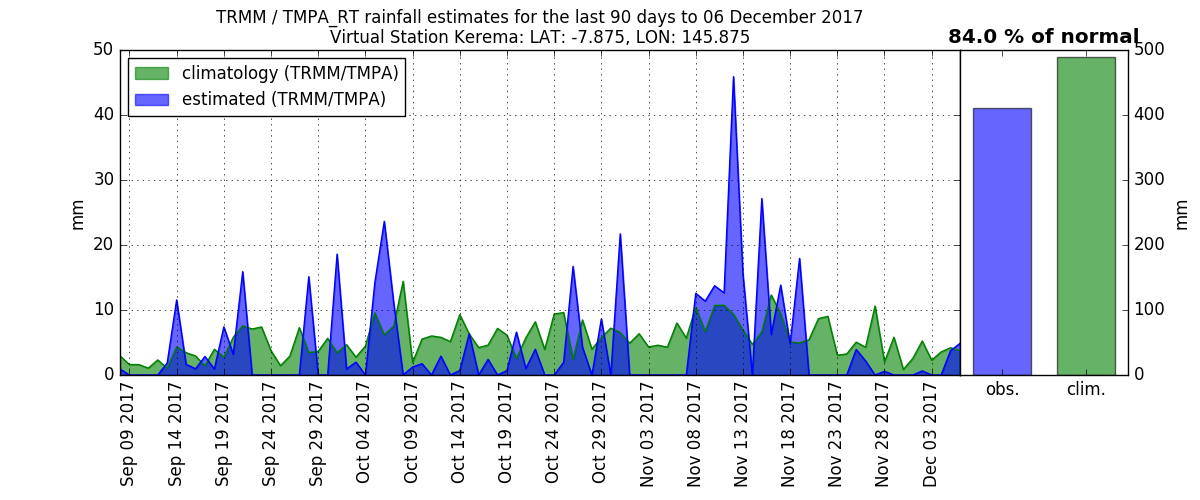 TRMM / TMPA_RT rainfall estimates for the last 90 days to 06 December 2017
Virtual Station Kerema: LAT: -7.875, LON: 145.875
84.0 % of normal
climatology (TRMM/TMPA)
estimated (TRMM/TMPA)
50
40
30
20
10
0
mm
Sep 09 2017
Sep 14 2017
Sep 19 2017
Sep 24 2017
Sep 29 2017
Oct 04 2017
Oct 09 2017
Oct 14 2017
Oct 19 2017
Oct 24 2017
Oct 29 2017
Nov 03 2017
Nov 08 2017
Nov 13 2017
Nov 18 2017
Nov 23 2017
Nov 28 2017
Dec 03 2017
obs.
clim.
500
400
300
200
100
0
mm